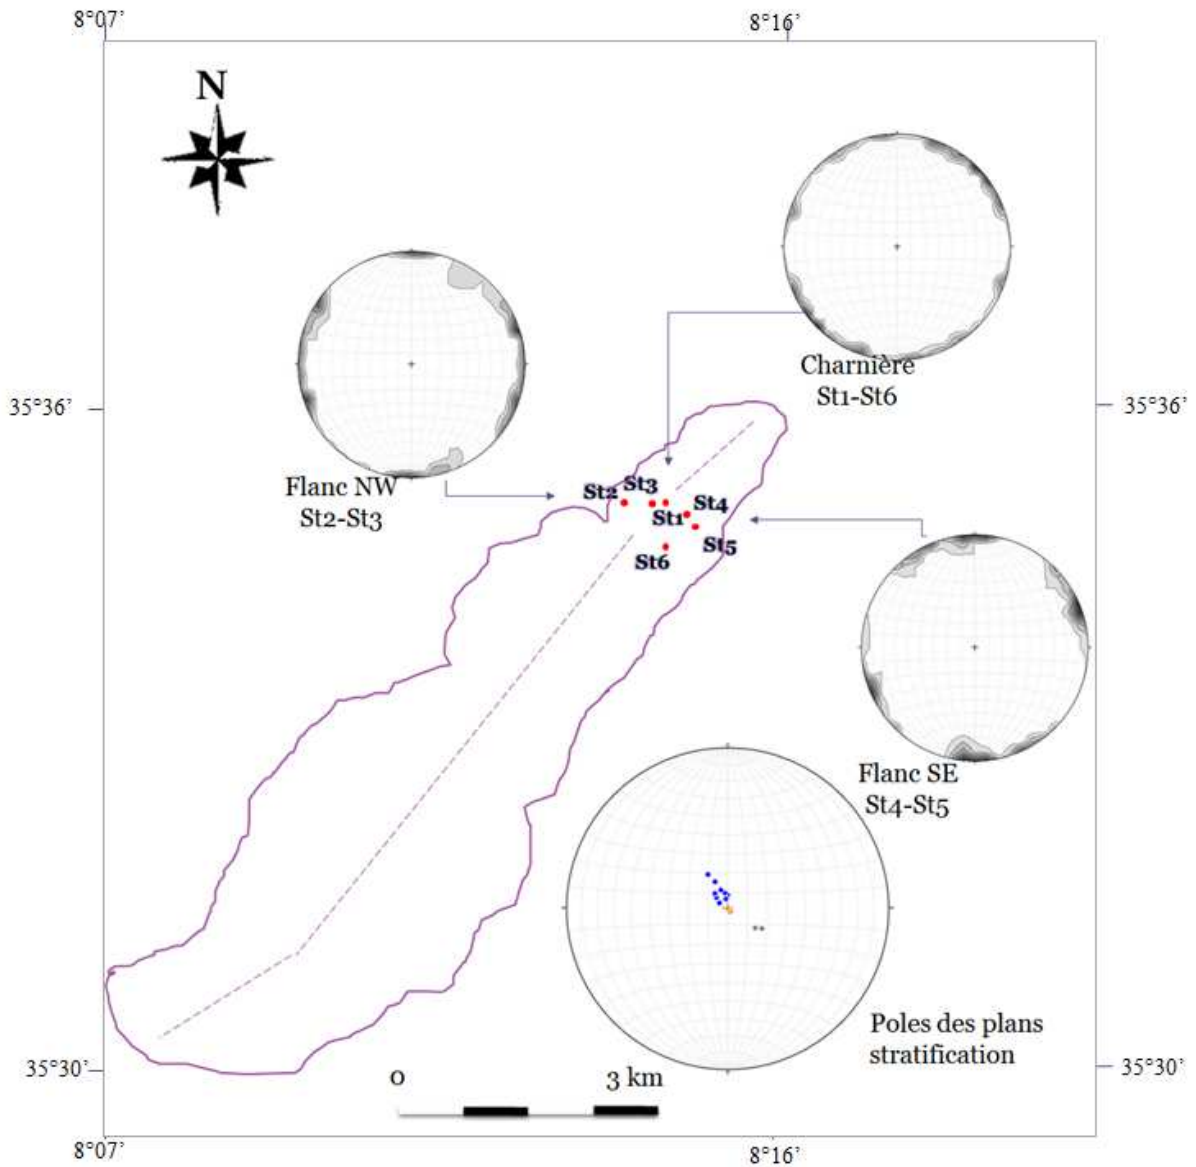 8°07’
8°16’
N
Charnière
St1-St6
35°36’
35°36’
Flanc NW
St2-St3
St2
St3
St4
St1
St5
St6
Flanc SE
St4-St5
Poles des plans
stratification
35°30’
35°30’
0
3 km
8°07’
8°16’